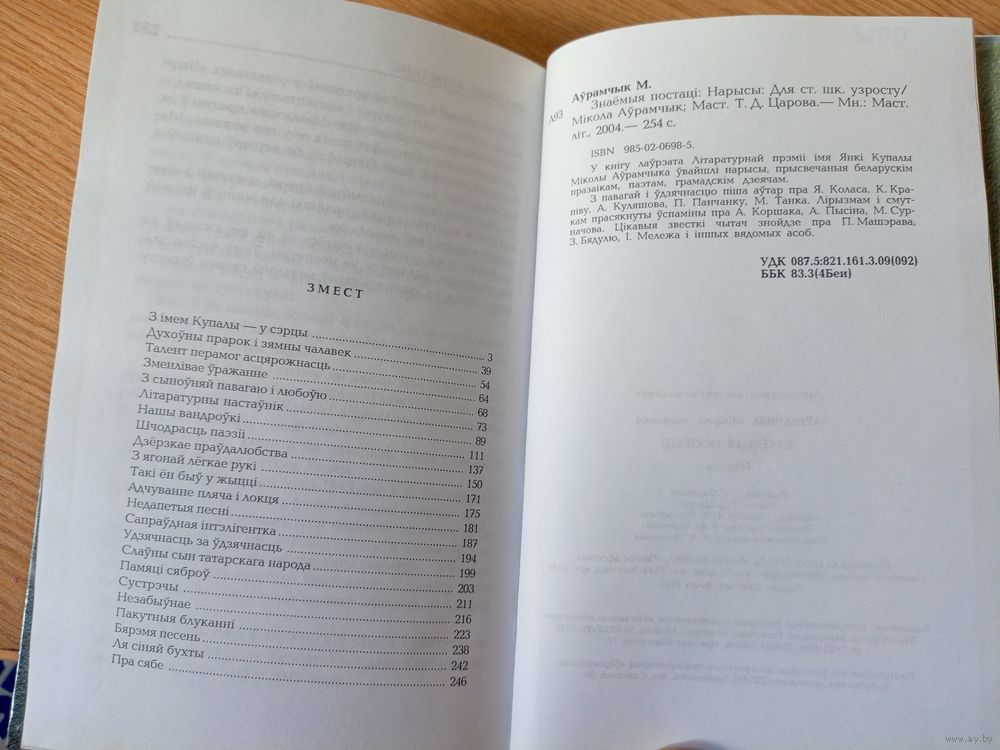 ЗМЕСТ
З імем Купалы — у сэрцы 3
Духоўны прарок і зямны чалавек 39
Талент перамог асцярожнасць 54
Зменлівае ўражанне 64
З сыноўняй павагаю і любоўю 68
Літаратурны настаўнік 73
Нашы вандроўкі 89
Шчодрасць паэзіі 111
Дзёрзкае праўдалюбства 137
З ягонай лёгкае рукі 150
Такі ён быў у жыцці 171
Адчуванне пляча і локця 175
Недапетыя песні 181
Сапраўдная інтэлігентка 187
Удзячнасць за ўдзячнасць 194
Слаўны сын татарскага народа 199
Памяці сяброў 203
Сустрэчы 211
Незабыўнае 216
Пакутныя блуканні 223
Бярэмя песень 238
Ля сіняй бухты 242
Пра сябе 246
Аўрамчык М.
А93 Знаёмыя постаці: Нарысы: Для ст. шк. узросту/
Мікола Аўрамчык; Маст. Т. Д. Царова.— Мн.: Маст.
літ., 2004.— 254 с.
ISBN 985-02-0698-5.
У кнігу лаўрэата Літаратурнай прэміі імя Янкі Купалы
Міколы Аўрамчыка ўвайшлі нарысы, прысвечаныя беларускім
празаікам, паэтам, грамадскім дзеячам.
З павагай і ўдзячнасцю піша аўтар пра Я. Коласа, К. Кра-
піву, А. Куляшова, П. Панчанку, М. Танка. Лірызмам і смут-
кам прасякнуты ўспаміны пра А. Коршака, А. Пысіна, М. Сур-
начова. Цікавыя звесткі чытач знойдзе пра П. Машэрава,
З. Бядулю, І. Мележа і іншых вядомых асоб.
УДК 087.5:821.161.3.09(092)
ББК 83.3(4Беи)
www.ay.by